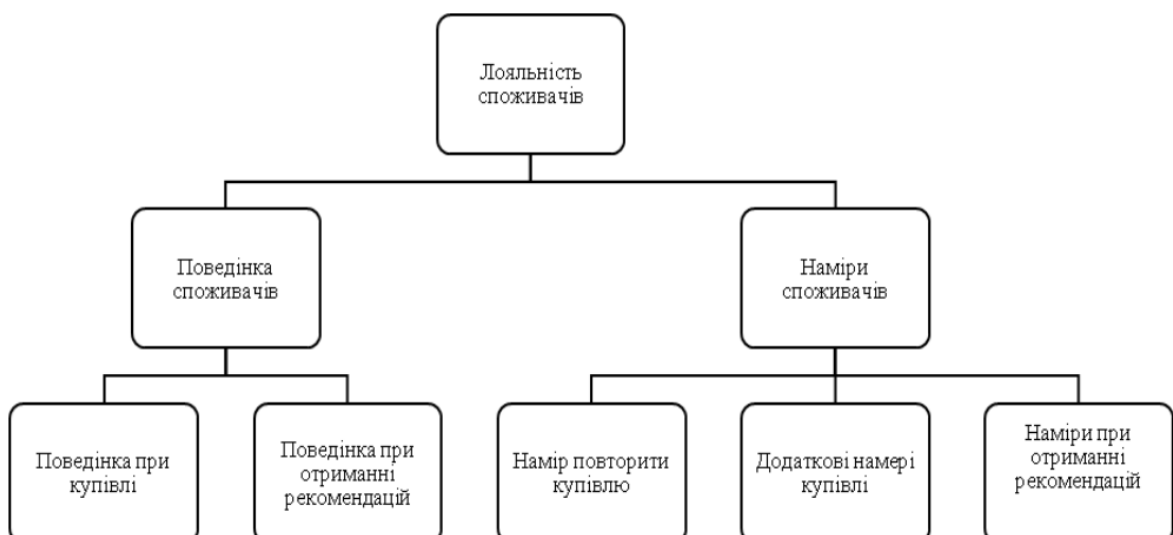 Лояльність
споживачів
Поведінка
споживачів
Наміри
споживачів
Поведінка при
купівлі
Поведінка при
отриманні
рекомендацій
Намір повторити
купівлю
Додаткові намері
купівлі
Наміри при
отриманні
рекомендацій